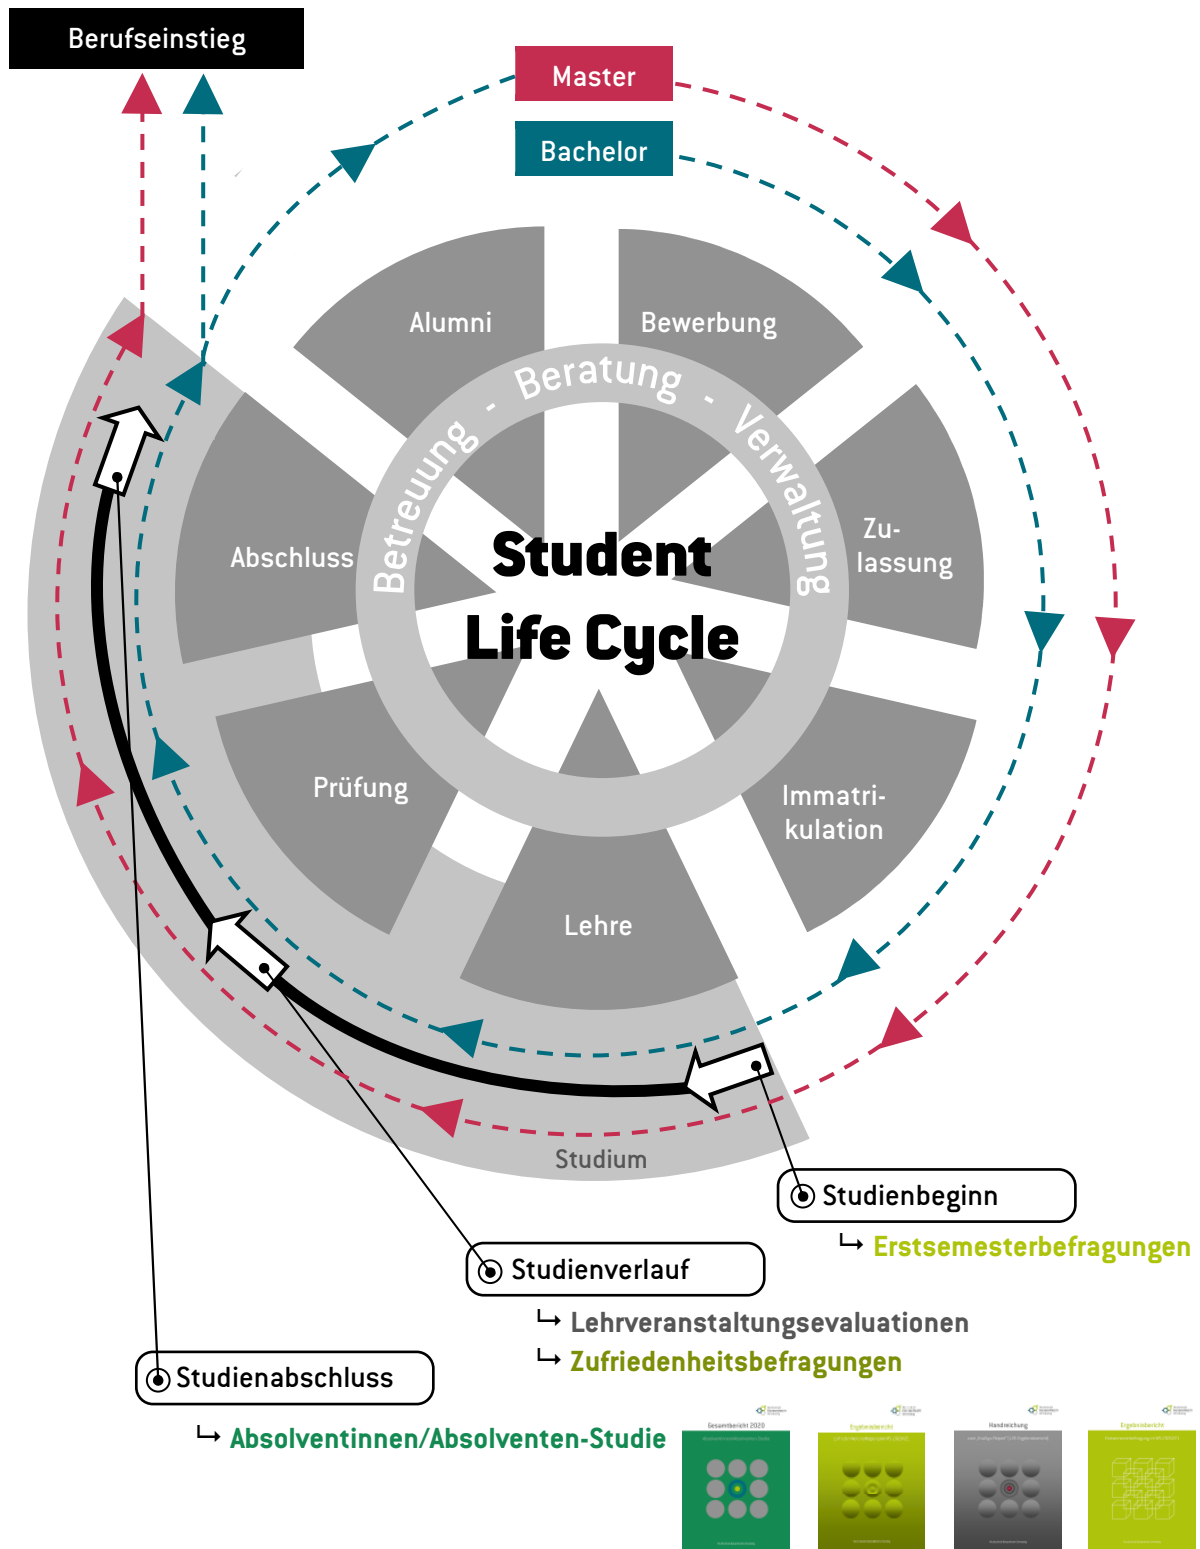 Berufseinstieg
Master
Bachelor
Alumni
Bewerbung
Betreuung - Beratung - Verwaltung
Abschluss
Student
Life Cycle
Zu-
lassung
Prüfung
Immatri-
kulation
Lehre
Studium
Studienbeginn
Erstsemesterbefragungen
Studienverlauf
Lehrveranstaltungsevaluationen
Zufriedenheitsbefragungen
Studienabschluss
Absolventinnen/Absolventen-Studie
Gesamtbericht 2020
Ergebnisbericht
Handreichung
Ergebnisbericht